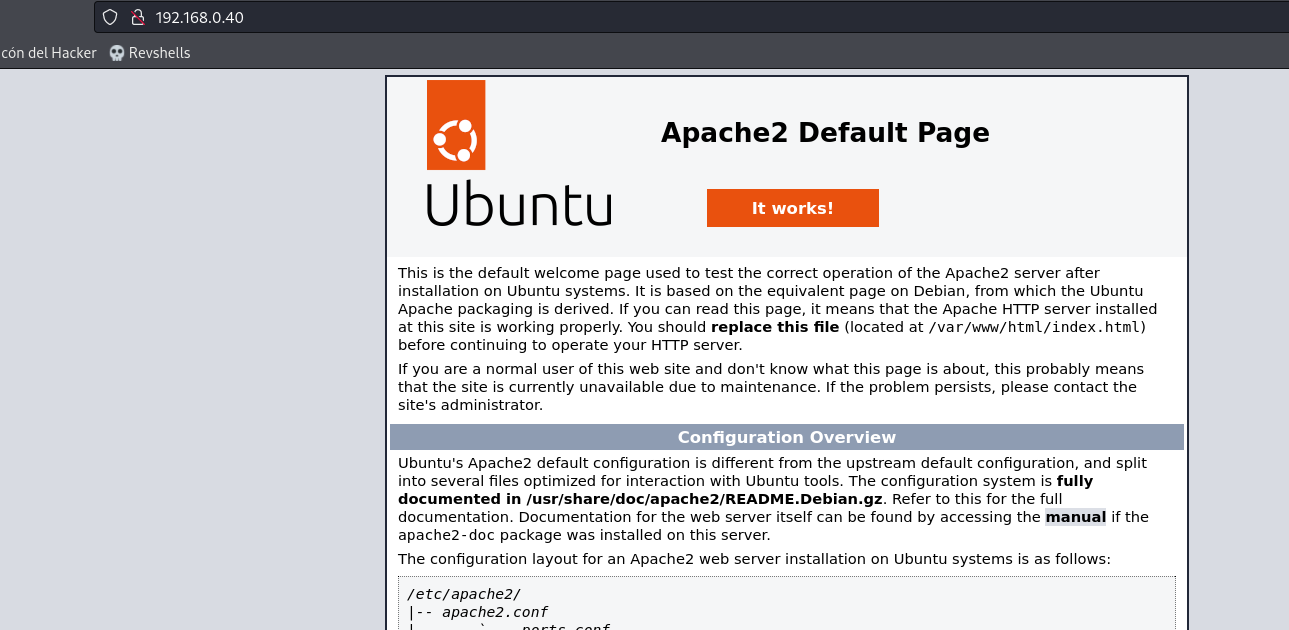 192.168.0.40
cón del Hacker Revshells
Apache2 Default Page
Ubuntu
It works!
This is the default welcome page used to test the correct operation of the Apache2 server after
installation on Ubuntu systems. It is based on the equivalent page on Debian, from which the Ubuntu
Apache packaging is derived. If you can read this page, it means that the Apache HTTP server installed
at this site is working properly. You should replace this file (located at /var/www/html/index.html)
before continuing to operate your HTTP server.
If you are a normal user of this web site and don't know what this page is about, this probably means
that the site is currently unavailable due to maintenance. If the problem persists, please contact the
site's administrator.
Configuration Overview
Ubuntu's Apache2 default configuration is different from the upstream default configuration, and split
into several files optimized for interaction with Ubuntu tools. The configuration system is fully
documented in /usr/share/doc/apache2/README.Debian.gz. Refer to this for the full
documentation. Documentation for the web server itself can be found by accessing the manual if the
apache2-doc package was installed on this server.
The configuration layout for an Apache2 web server installation on Ubuntu systems is as follows:
/etc/apache2/
|-- apache2.conf
| ` -- ports.conf